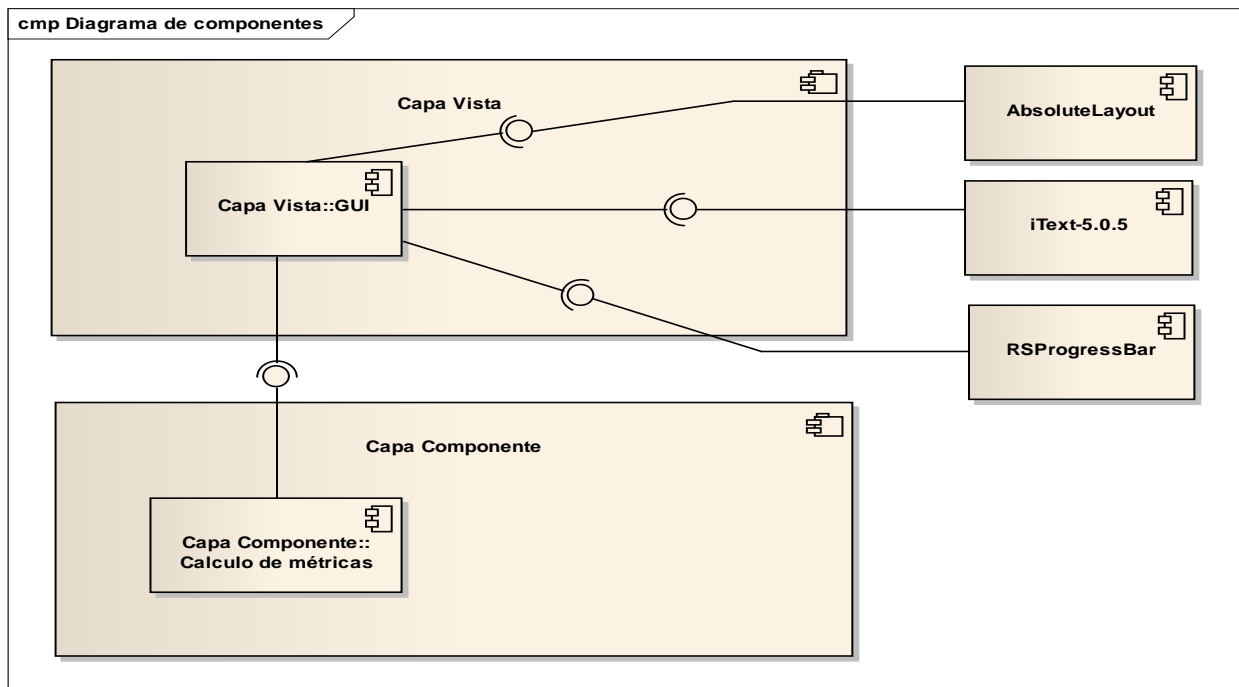 cmp Diagrama de componentes
Capa Vista
AbsoluteLayout
Capa Vista::GUI
iText-5.0.5
RSProgressBar
Capa Componente
Capa Componente::
Calculo de métricas